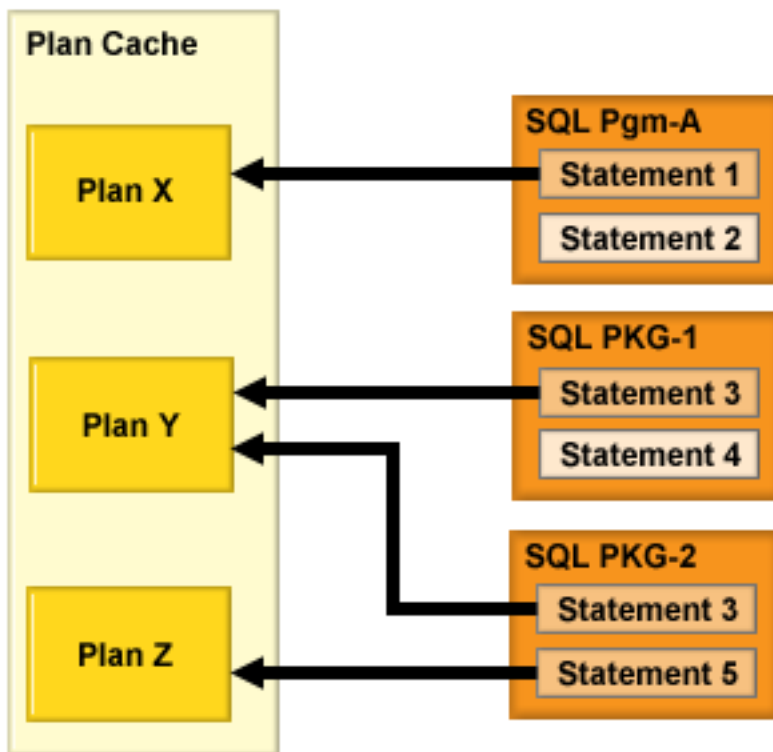 Plan Cache
Plan X
Plan Y
Plan Z
SQL Pgm-A
Statement 1
Statement 2
SQL PKG-1
Statement 3
Statement 4
SQL PKG-2
Statement 3
Statement 5